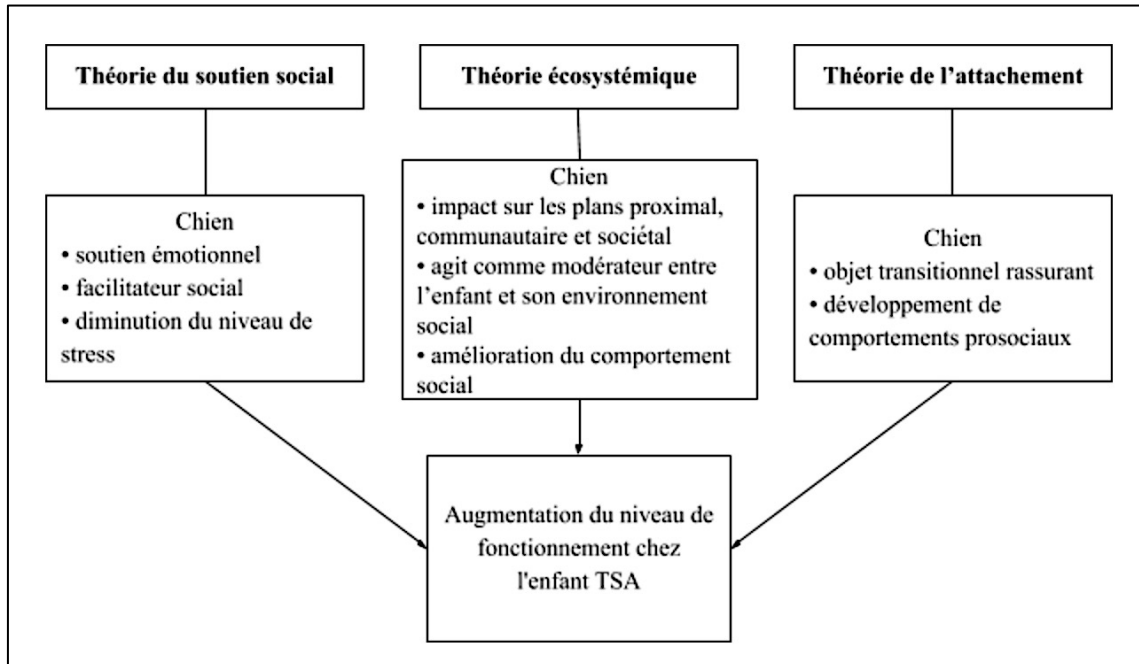 Théorie du soutien social
Théorie écosystémique
Théorie de l’attachement
Chien
• soutien émotionnel
• facilitateur social
• diminution du niveau de
stress
Chien
• impact sur les plans proximal,
communautaire et sociétal
• agit comme modérateur entre
l’enfant et son environnement
social
• amélioration du comportement
social
Chien
• objet transitionnel rassurant
• développement de
comportements prosociaux
Augmentation du niveau de
fonctionnement chez
l'enfant TSA